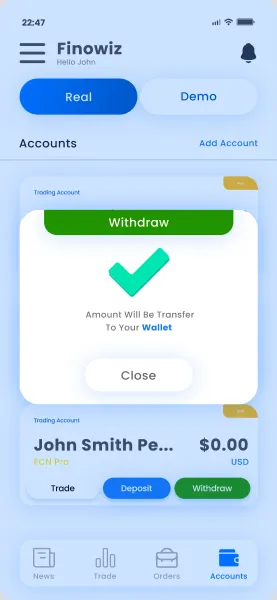 22:47
Finowiz
Hello John
Real
Demo
Accounts
Add Account
Trading Account
Withdraw
Amount Will Be Transfer
To Your Wallet
Close
Trading Account
John Smith Pe... $0.00
ECN Pro USD
Trade Deposit Withdraw
News Trade Orders Accounts